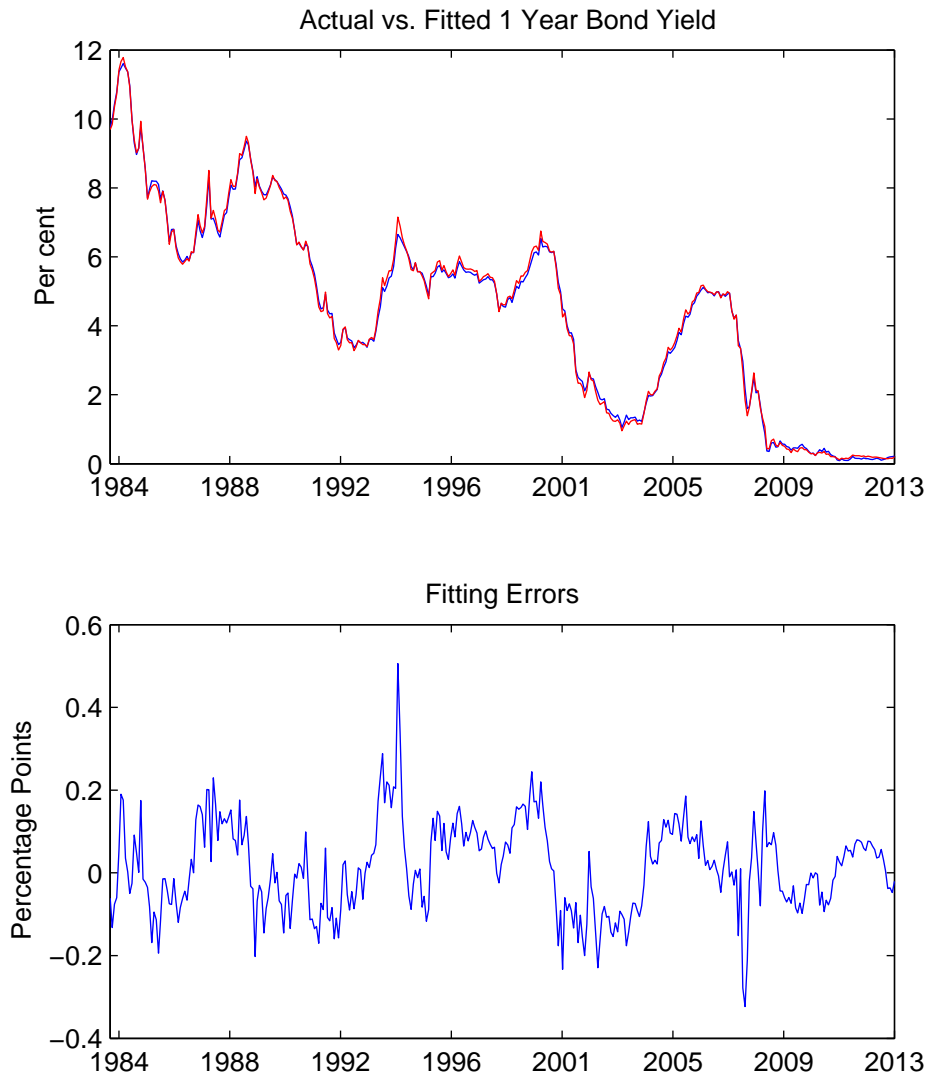 Actual vs. Fitted 1 Year Bond Yield
12
10
8
6
4
2
0
Per cent
1984 1988 1992 1996 2001 2005 2009 2013
Fitting Errors
0.6
0.4
0.2
0
−0.2
−0.4
Percentage Points
1984 1988 1992 1996 2001 2005 2009 2013